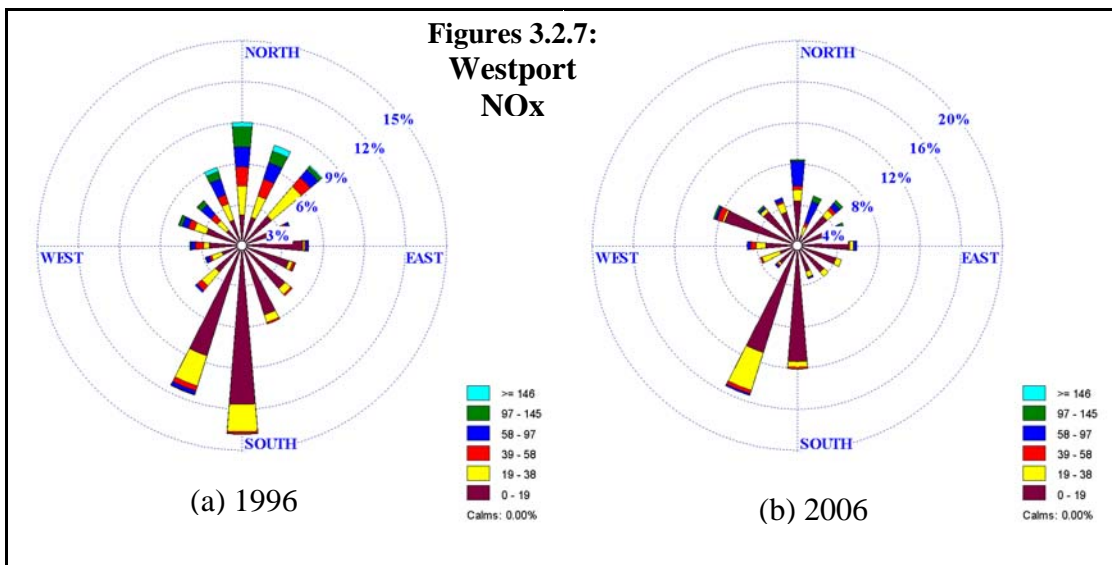 Figures 3.2.7:
Westport
NOx
NORTH
15%
12%
9%
6%
3%
WEST
EAST
SOUTH
>= 146
97 - 145
58 - 97
39 - 58
19 - 38
0 - 19
Calms: 0.00%
(a) 1996
NORTH
20%
16%
12%
8%
4%
WEST
EAST
SOUTH
>= 146
97 - 145
58 - 97
39 - 58
19 - 38
0 - 19
Calms: 0.00%
(b) 2006